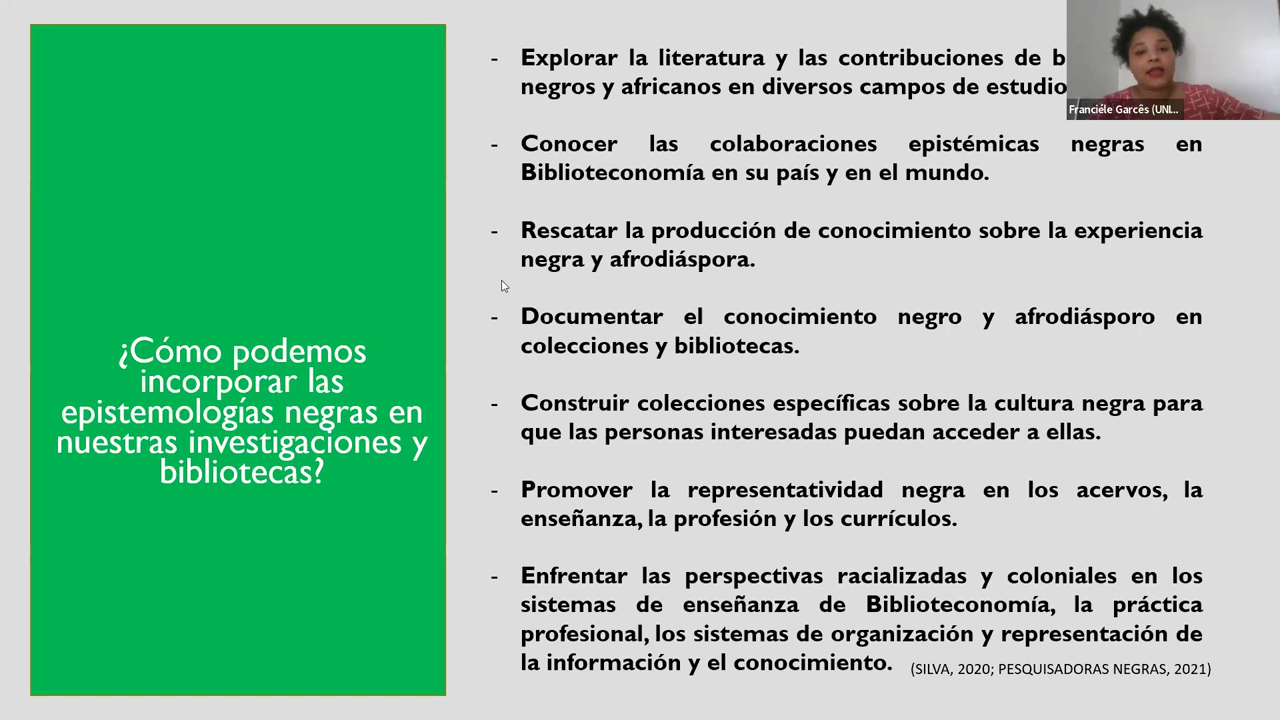 ¿Cómo podemos
incorporar las
epistemologías negras en
nuestras investigaciones y
bibliotecas?
- Explorar la literatura y las contribuciones de
negros y africanos en diversos campos de estudio
- Conocer las colaboraciones epistémicas negras en
Biblioteconomía en su país y en el mundo.
- Rescatar la producción de conocimiento sobre la experiencia
negra y afrodiáspora.
- Documentar el conocimiento negro y afrodiásporo en
colecciones y bibliotecas.
- Construir colecciones específicas sobre la cultura negra para
que las personas interesadas puedan acceder a ellas.
- Promover la representatividad negra en los acervos, la
enseñanza, la profesión y los currículos.
- Enfrentar las perspectivas racializadas y coloniales en los
sistemas de enseñanza de Biblioteconomía, la práctica
profesional, los sistemas de organización y representación de
la información y el conocimiento.
(SILVA, 2020; PESQUISADORAS NEGRAS, 2021)
Franciéle Garcês (UNI...